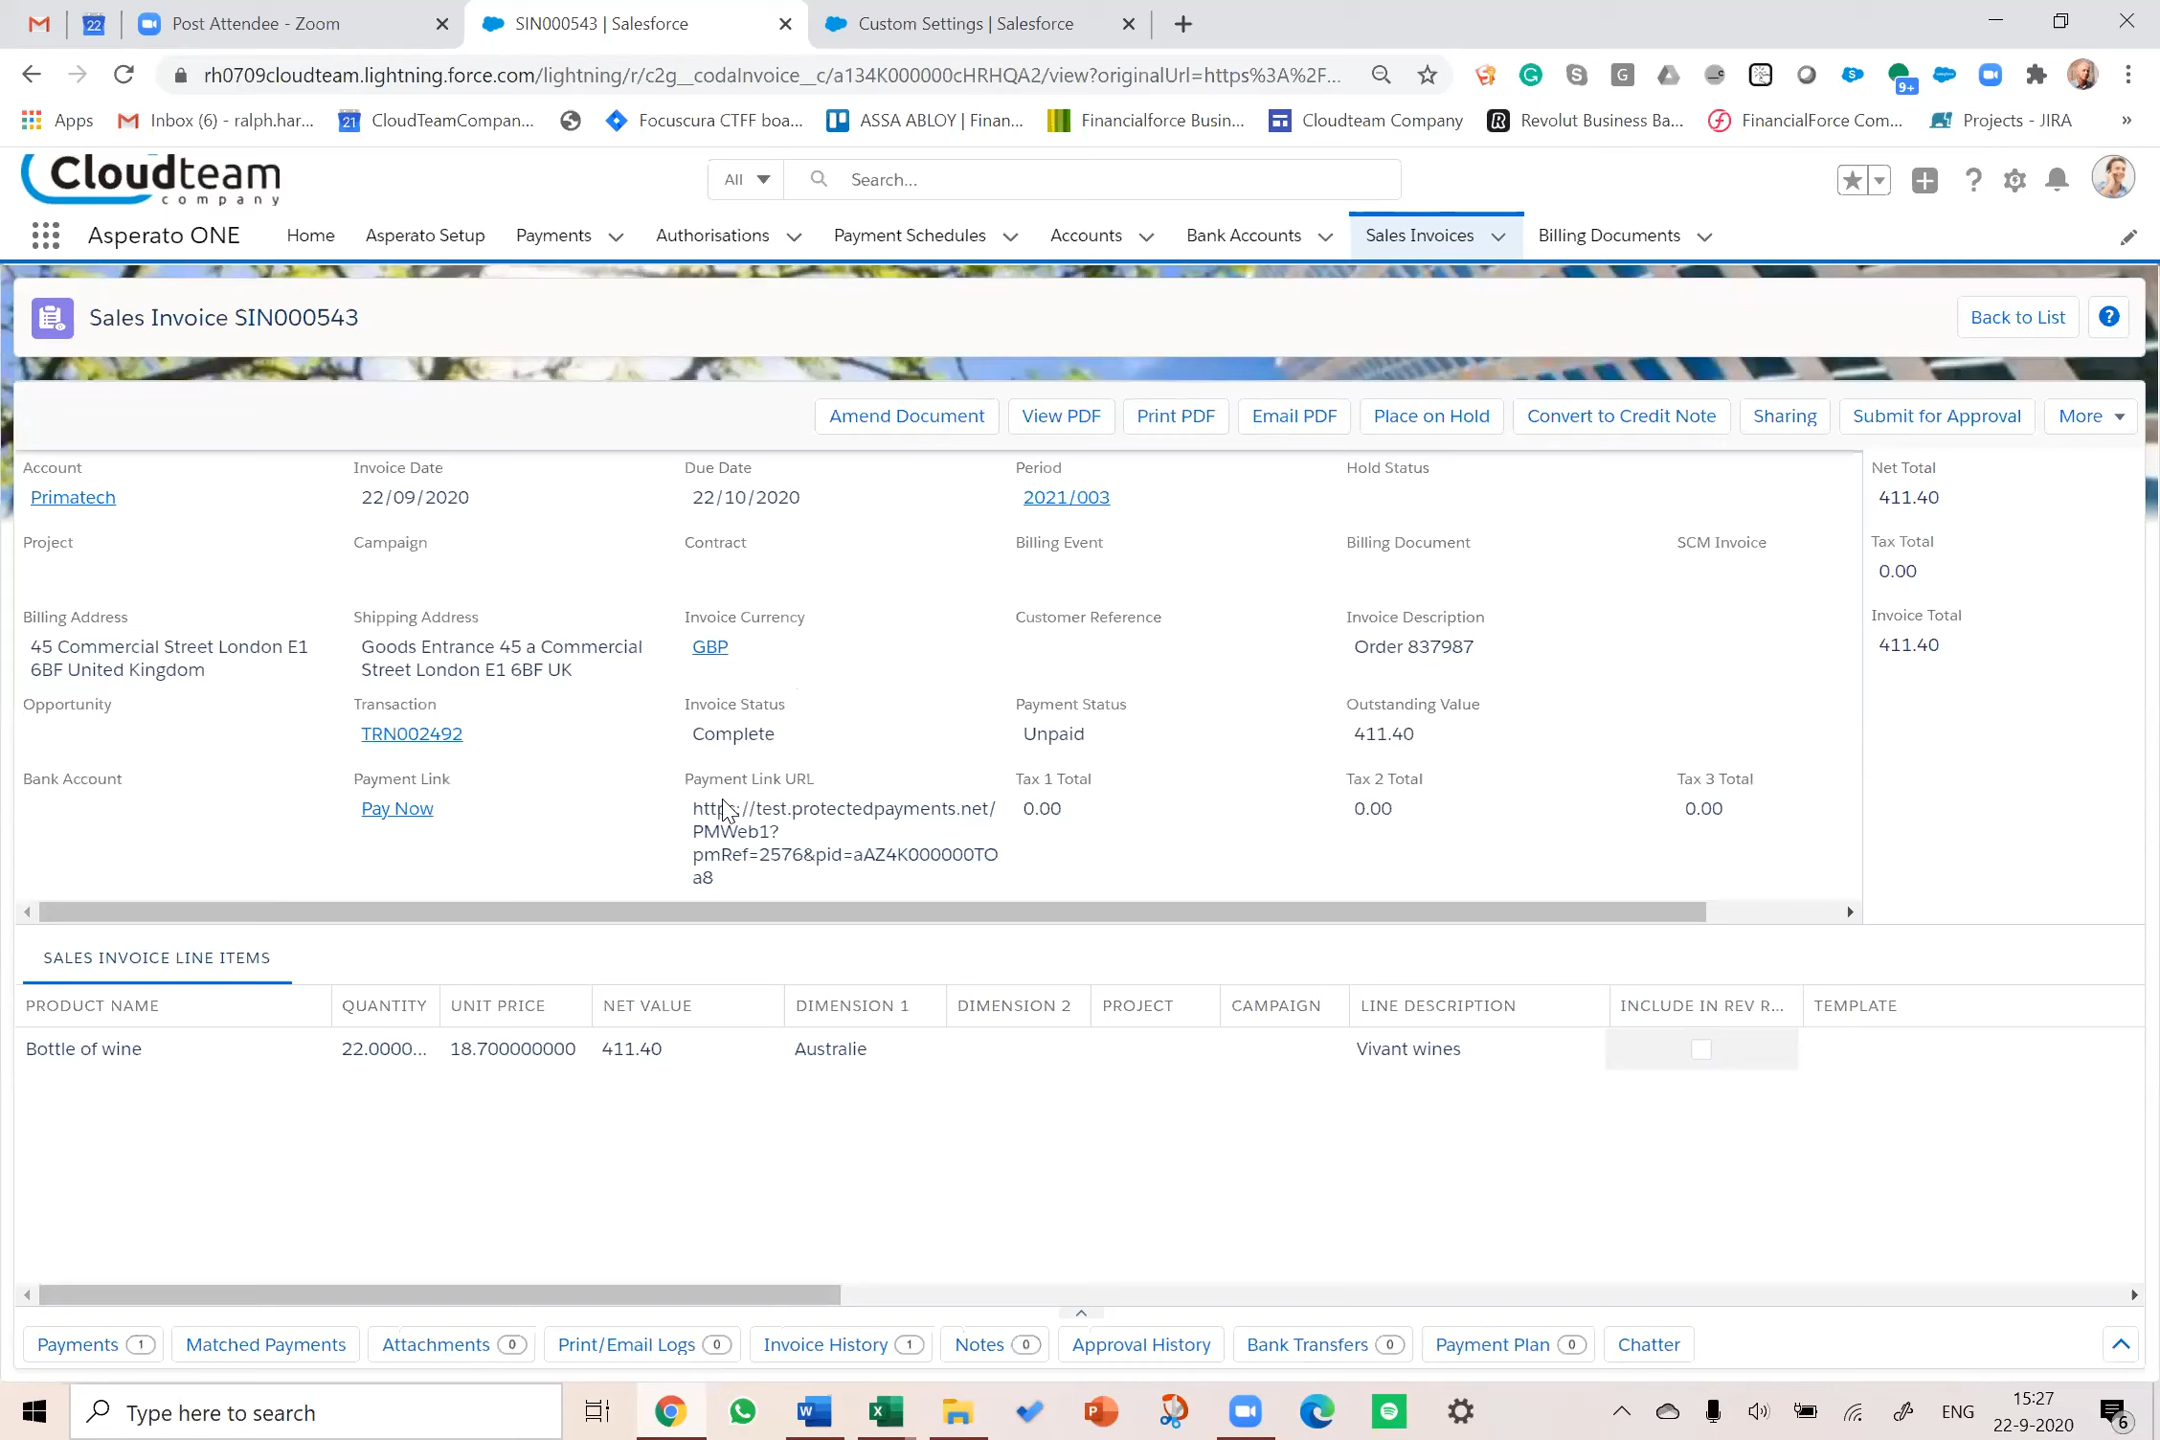 Post Attendee - Zoom
SIN000543 | Salesforce
Custom Settings | Salesforce
22
rh0709cloudteam.lightning.force.com/lightning/r/c2g__codaInvoice__c/a134K000000cHRHQA2/view?originalUrl=https%3A%2F...
9+
Apps
Inbox (6) - ralph.har...
21
CloudTeamCompan...
Focuscura CTFF boa...
ASSA ABLOY | Finan...
Financialforce Busin...
Cloudteam Company
Revolut Business Ba...
FinancialForce Com...
Projects - JIRA
»
Cloudteam
company
All
Search...
Asperato ONE
Home
Asperato Setup
Payments
Authorisations
Payment Schedules
Accounts
Bank Accounts
Sales Invoices
Billing Documents
Sales Invoice SIN000543
Back to List
?
Amend Document
View PDF
Print PDF
Email PDF
Place on Hold
Convert to Credit Note
Sharing
Submit for Approval
More
Account
Invoice Date
Due Date
Period
Hold Status
Net Total
Primatech
22/09/2020
22/10/2020
2021/003
411.40
Project
Campaign
Contract
Billing Event
Billing Document
SCM Invoice
Tax Total
0.00
Billing Address
Shipping Address
Invoice Currency
Customer Reference
Invoice Description
Invoice Total
45 Commercial Street London E1
6BF United Kingdom
Goods Entrance 45 a Commercial
Street London E1 6BF UK
GBP
Order 837987
411.40
Opportunity
Transaction
Invoice Status
Payment Status
Outstanding Value
TRN002492
Complete
Unpaid
411.40
Bank Account
Payment Link
Payment Link URL
Tax 1 Total
Tax 2 Total
Tax 3 Total
Pay Now
https://test.protectedpayments.net/
PMWeb1?
pmRef=2576&pid=aAZ4K000000TO
a8
0.00
0.00
0.00
SALES INVOICE LINE ITEMS
PRODUCT NAME
QUANTITY
UNIT PRICE
NET VALUE
DIMENSION 1
DIMENSION 2
PROJECT
CAMPAIGN
LINE DESCRIPTION
INCLUDE IN REV R...
TEMPLATE
Bottle of wine
22.0000...
18.700000000
411.40
Australie
Vivant wines
Payments 1
Matched Payments
Attachments 0
Print/Email Logs 0
Invoice History 1
Notes 0
Approval History
Bank Transfers 0
Payment Plan 0
Chatter
Type here to search
ENG
15:27
22-9-2020
6